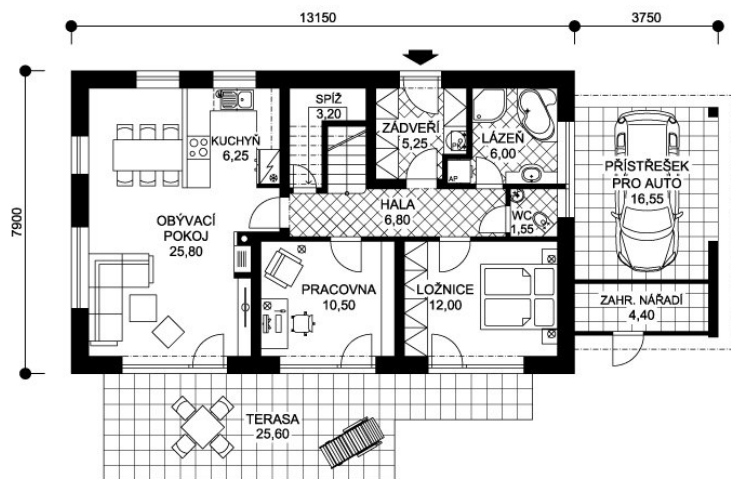 13150
3750
7900
SPÍŽ
3,20
ZÁDVEŘÍ
5,25
KUCHYŇ
6,25
LÁZEŇ
6,00
PŘÍSTŘEŠEK
PRO AUTO
16,55
AP
HALA
6,80
WC
1,55
OBÝVACÍ
POKOJ
25,80
PRACOVNA
10,50
LOŽNICE
12,00
ZAHR. NÁŘADÍ
4,40
TERASA
25,60